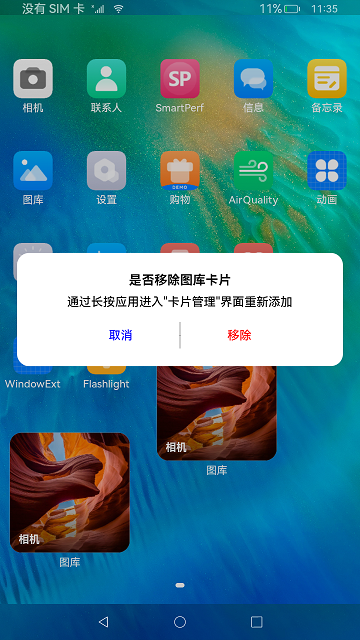 没有 SIM 卡
11%
11:35
相机
联系人
SP
SmartPerf
信息
备忘录
图库
设置
DEMO
购物
AirQuality
动画
是否移除图库卡片
通过长按应用进入"卡片管理"界面重新添加
取消
移除
WindowExt
Flashlight
相机
图库
相机
图库